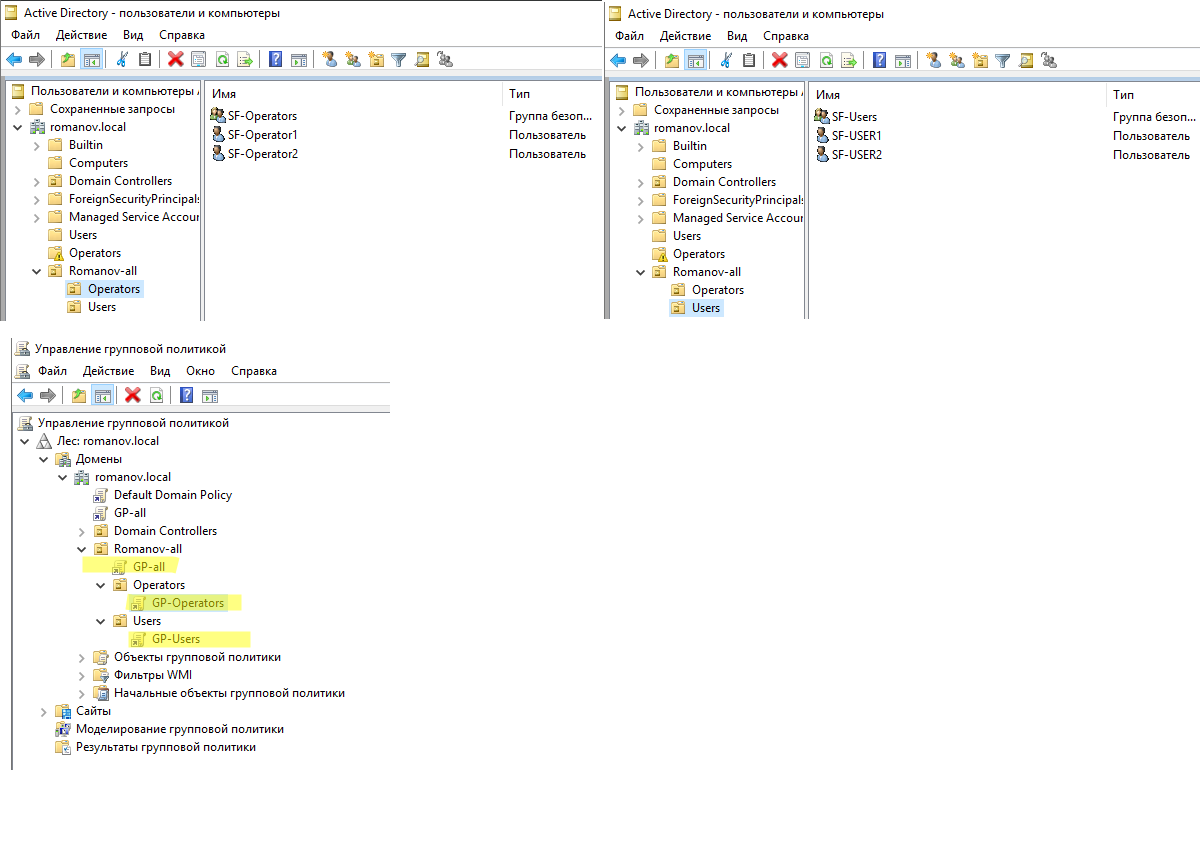 Active Directory - пользователи и компьютеры
Файл Действие Вид Справка
Пользователи и компьютеры
Сохраненные запросы
romanov.local
Builtin
Computers
Domain Controllers
ForeignSecurityPrincipals
Managed Service Accour
Users
Operators
Romanov-all
Operators
Users
Имя Тип
SF-Operators Группа безоп...
SF-Operator1 Пользователь
SF-Operator2 Пользователь
Active Directory - пользователи и компьютеры
Файл Действие Вид Справка
Пользователи и компьютеры
Сохраненные запросы
romanov.local
Builtin
Computers
Domain Controllers
ForeignSecurityPrincipals
Managed Service Accour
Users
Operators
Romanov-all
Operators
Users
Имя Тип
SF-Users Группа безоп...
SF-USER1 Пользователь
SF-USER2 Пользователь
Управление групповой политикой
Файл Действие Вид Окно Справка
Управление групповой политикой
Лес: romanov.local
Домены
romanov.local
Default Domain Policy
GP-all
Domain Controllers
Romanov-all
GP-all
Operators
GP-Operators
Users
GP-Users
Объекты групповой политики
Фильтры WMI
Начальные объекты групповой политики
Сайты
Моделирование групповой политики
Результаты групповой политики